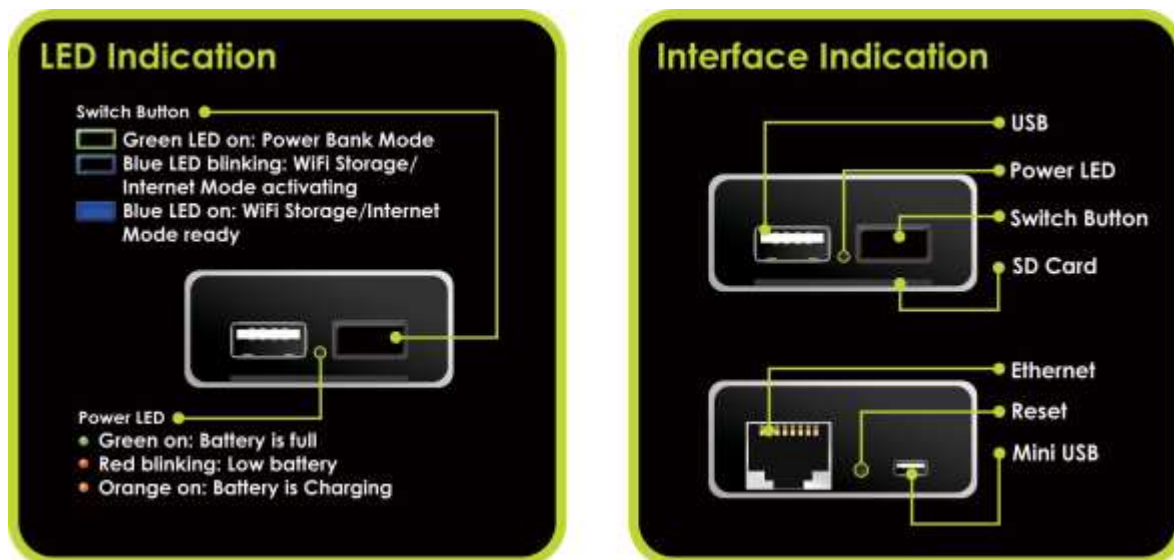 LED Indication
Switch Button
Green LED on: Power Bank Mode
Blue LED blinking: WiFi Storage/
Internet Mode activating
Blue LED on: WiFi Storage/Internet
Mode ready
Power LED
Green on: Battery is full
Red blinking: Low battery
Orange on: Battery is Charging
Interface Indication
USB
Power LED
Switch Button
SD Card
Ethernet
Reset
Mini USB